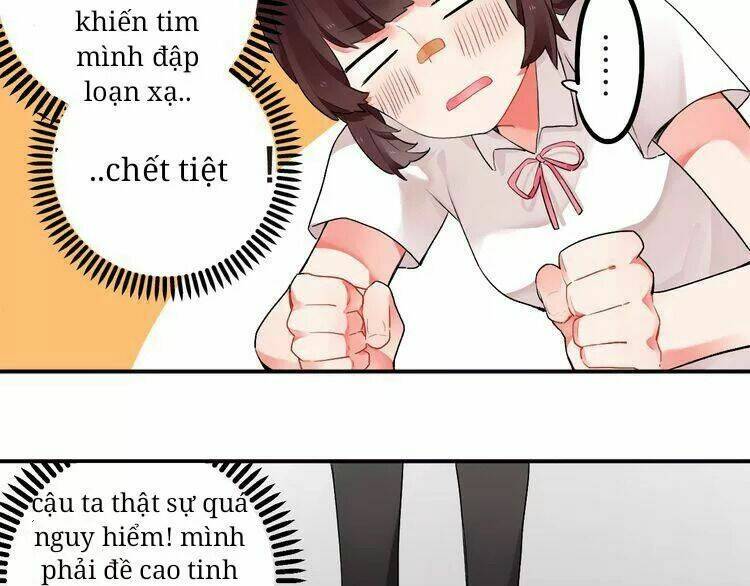 khiến tim
mình đập
loạn xạ..
..chết tiệt !
......
cậu ta thật sự quá
nguy hiểm! mình
phải đề cao tinh